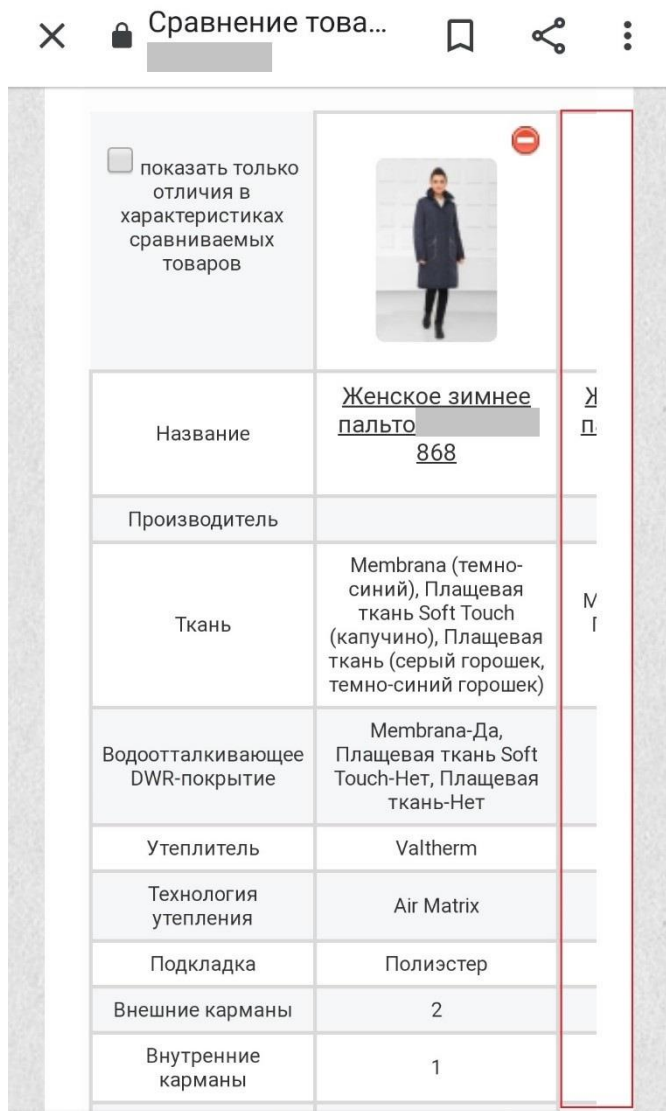 Сравнение това...
показать только
отличия в
характеристиках
сравниваемых
товаров
Название
Женское зимнее
пальто
868
Производитель
Ткань
Membrana (темно-
синий), Плащевая
ткань Soft Touch
(капучино), Плащевая
ткань (серый горошек,
темно-синий горошек)
Водоотталкивающее
DWR-покрытие
Membrana-Да,
Плащевая ткань Soft
Touch-Нет, Плащевая
ткань-Нет
Утеплитель
Valtherm
Технология
утепления
Air Matrix
Подкладка
Полиэстер
Внешние карманы
2
Внутренние
карманы
1